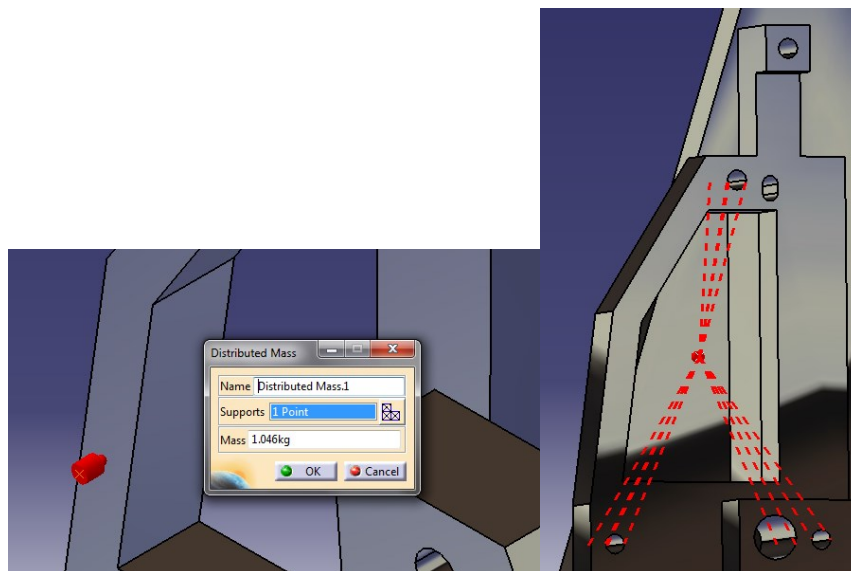 Distributed Mass
Name Distributed Mass.1
Supports 1 Point
Mass 1.046kg
OK Cancel